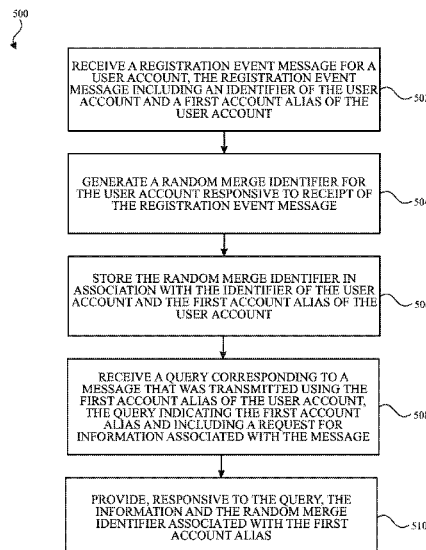 500
RECEIVE A REGISTRATION EVENT MESSAGE FOR A
USER ACCOUNT, THE REGISTRATION EVENT
MESSAGE INCLUDING AN IDENTIFIER OF THE USER
ACCOUNT AND A FIRST ACCOUNT ALIAS OF THE
USER ACCOUNT
GENERATE A RANDOM MERGE IDENTIFIER FOR
THE USER ACCOUNT RESPONSIVE TO RECEIPT OF
THE REGISTRATION EVENT MESSAGE
STORE THE RANDOM MERGE IDENTIFIER IN
ASSOCIATION WITH THE IDENTIFIER OF THE USER
ACCOUNT AND THE FIRST ACCOUNT ALIAS OF THE
USER ACCOUNT
RECEIVE A QUERY CORRESPONDING TO A
MESSAGE THAT WAS TRANSMITTED USING THE
FIRST ACCOUNT ALIAS OF THE USER ACCOUNT,
THE QUERY INDICATING THE FIRST ACCOUNT
ALIAS AND INCLUDING A REQUEST FOR
INFORMATION ASSOCIATED WITH THE MESSAGE
PROVIDE, RESPONSIVE TO THE QUERY, THE
INFORMATION AND THE RANDOM MERGE
IDENTIFIER ASSOCIATED WITH THE FIRST
ACCOUNT ALIAS
510